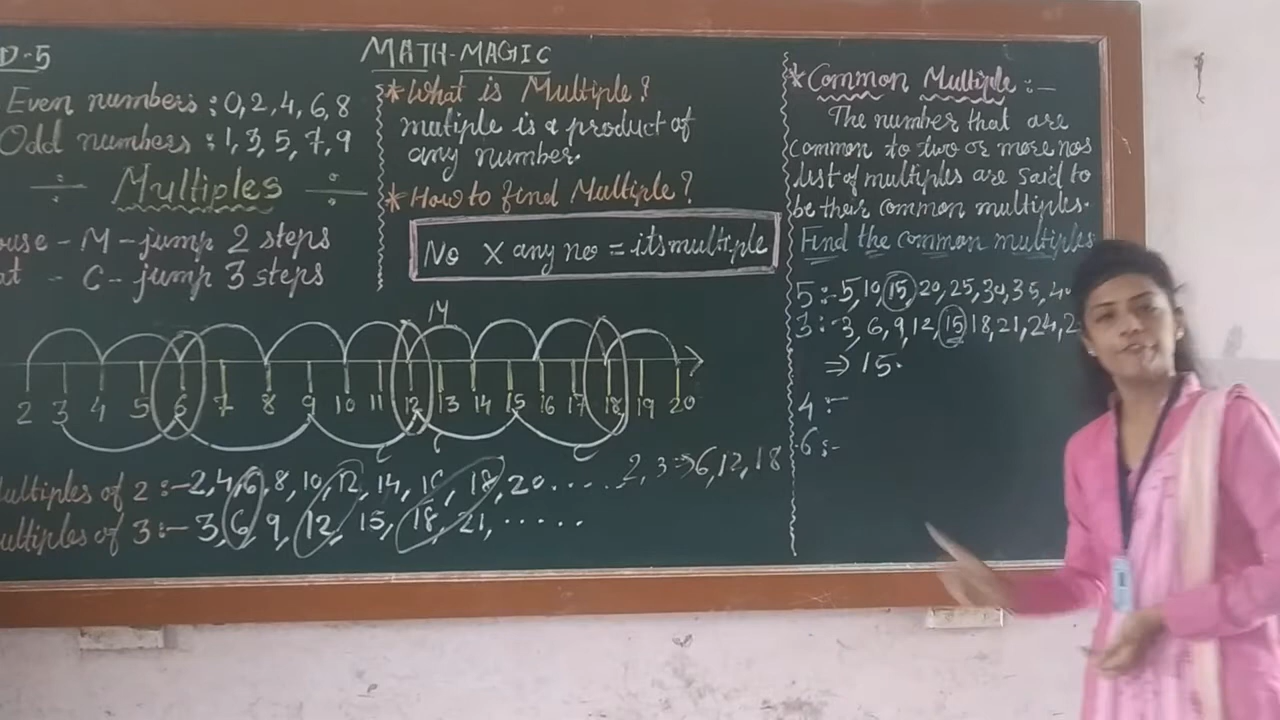 D-5
Even numbers : 0, 2, 4, 6, 8
Odd numbers : 1, 3, 5, 7, 9
÷ Multiples ÷
ouse - M - jump 2 steps
at - C - jump 3 steps
14
2 3 4 5 6 7 8 9 10 11 12 13 14 15 16 17 18 19 20
Multiples of 2 :- 2, 4, 6, 8, 10, 12, 14, 16, 18, 20.....
2, 3 => 6, 12, 18
ultiples of 3 :- 3, 6, 9, 12, 15, 18, 21, .....
MATH-MAGIC
* What is Multiple?
mutiple is a product of
any number.
* How to find Multiple?
No X any no = its multiple
* Common Multiple :-
The number that are
common to two or more nos
list of multiples are said to
be their common multiples.
Find the common multiples
5 :- 5, 10, 15, 20, 25, 30, 35, 40
3 :- 3, 6, 9, 12, 15 18, 21, 24, 2
=> 15.
4 :-
6 :-